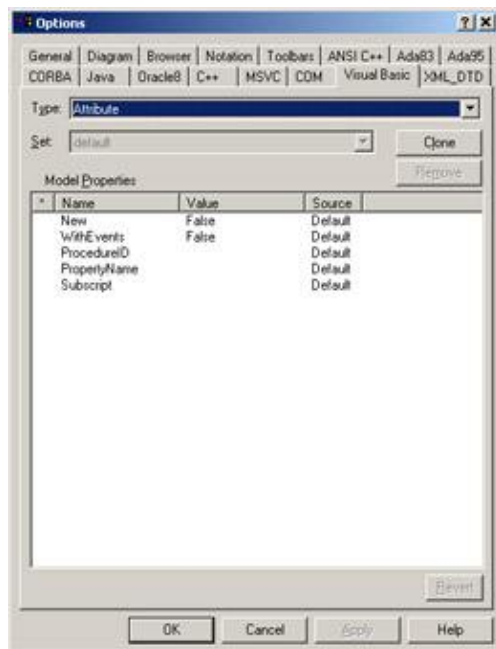 Options
General Diagram Browser Notation Toolbars ANSI C++ Ada83 Ada95
CORBA Java Oracle8 C++ MSVC COM Visual Basic XML_DTD
Type: Attribute
Set: default Clone
Remove
Model Properties
* Name Value Source
New False Default
WithEvents False Default
ProcedureID Default
PropertyName Default
Subscript Default
Revert
OK Cancel Apply Help